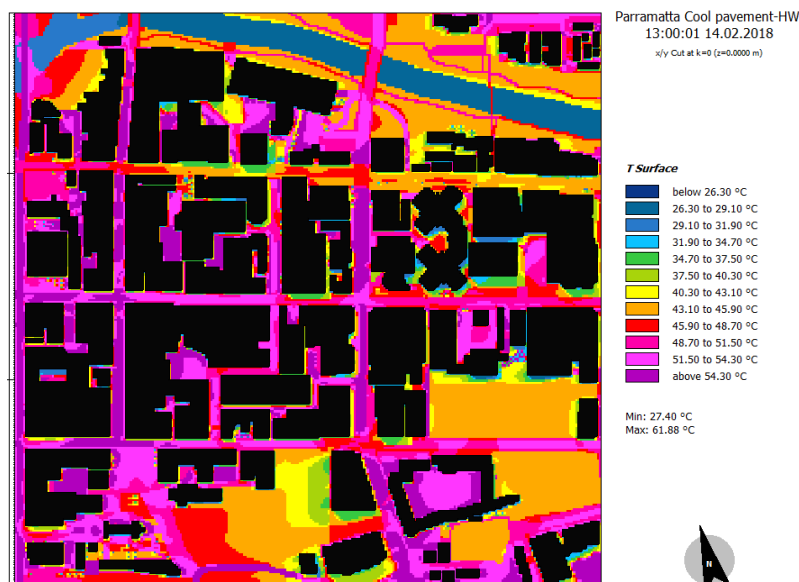 Parramatta Cool pavement-HW
13:00:01 14.02.2018
x/y Cut at k=0 (z=0.0000 m)
T Surface
below 26.30 °C
26.30 to 29.10 °C
29.10 to 31.90 °C
31.90 to 34.70 °C
34.70 to 37.50 °C
37.50 to 40.30 °C
40.30 to 43.10 °C
43.10 to 45.90 °C
45.90 to 48.70 °C
48.70 to 51.50 °C
51.50 to 54.30 °C
above 54.30 °C
Min: 27.40 °C
Max: 61.88 °C
N